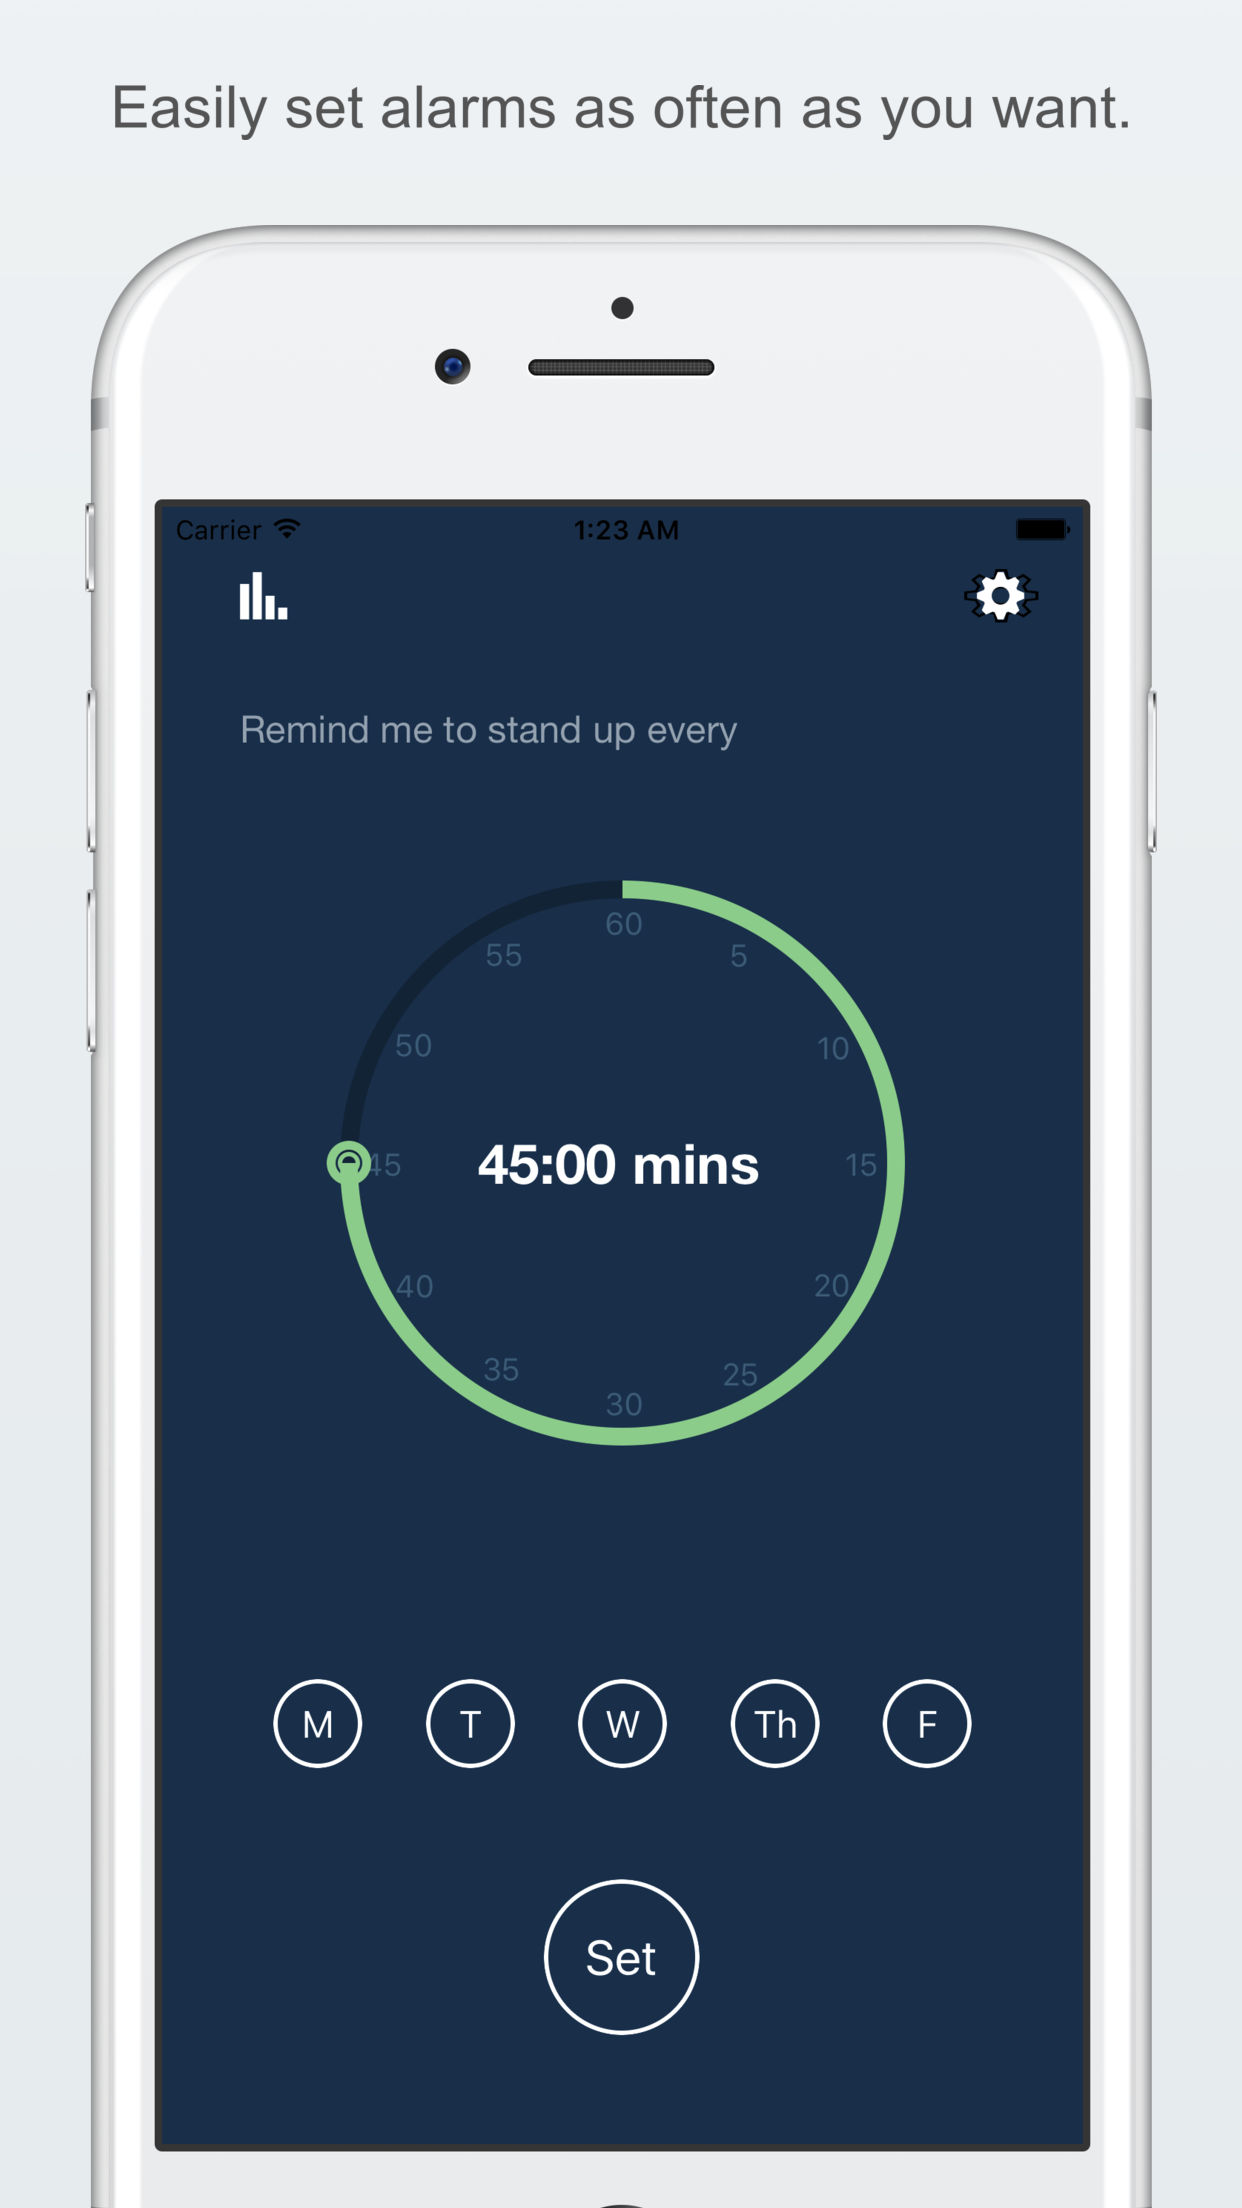 Easily set alarms as often as you want.
Carrier 1:23 AM
Remind me to stand up every
60
55 5
50 10
45 45:00 mins 15
40 20
35 25
30
M T W Th F
Set